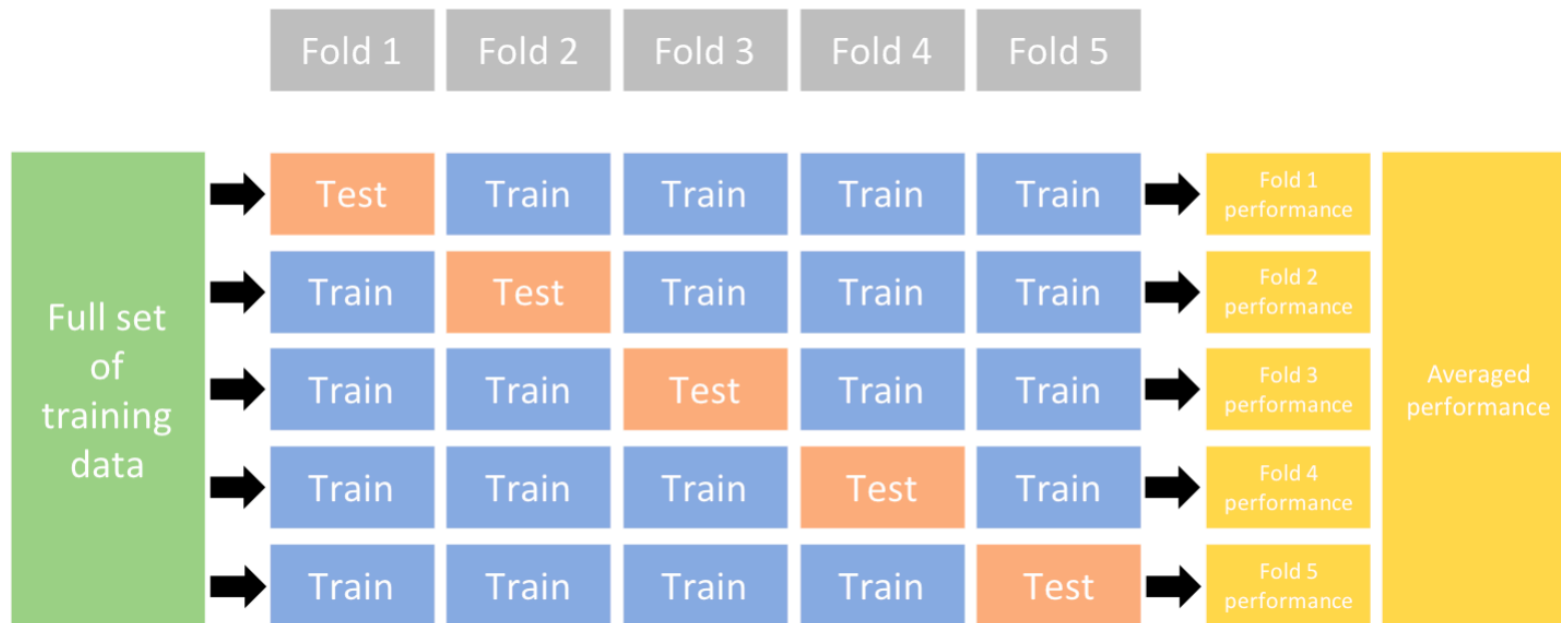 Fold 1 Fold 2 Fold 3 Fold 4 Fold 5
Full set
of
training
data
Test Train Train Train Train
Fold 1
performance
Train Test Train Train Train
Fold 2
performance
Train Train Test Train Train
Fold 3
performance
Train Train Train Test Train
Fold 4
performance
Train Train Train Train Test
Fold 5
performance
Averaged
performance